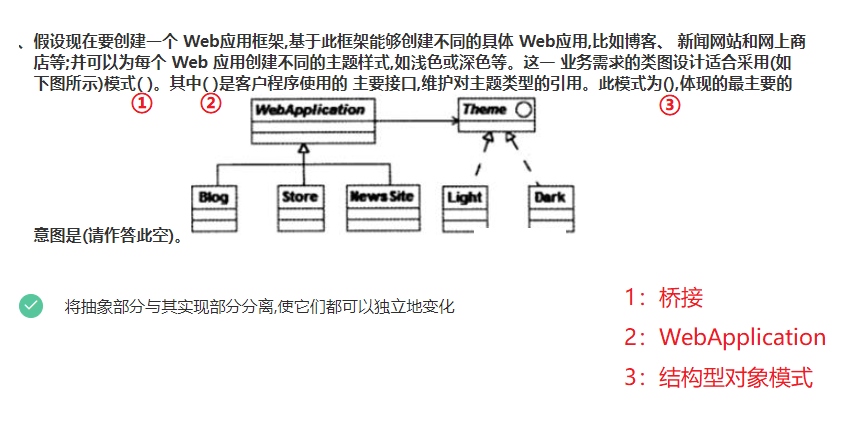 、假设现在要创建一个 Web应用框架,基于此框架能够创建不同的具体 Web应用,比如博客、 新闻网站和网上商
店等;并可以为每个 Web 应用创建不同的主题样式,如浅色或深色等。这一 业务需求的类图设计适合采用(如
下图所示)模式( )。其中( )是客户程序使用的 主要接口,维护对主题类型的引用。此模式为(),体现的最主要的
① ② ③
WebApplication Theme
Blog Store News Site Light Dark
意图是(请作答此空)。
将抽象部分与其实现部分分离,使它们都可以独立地变化
1：桥接
2：WebApplication
3：结构型对象模式